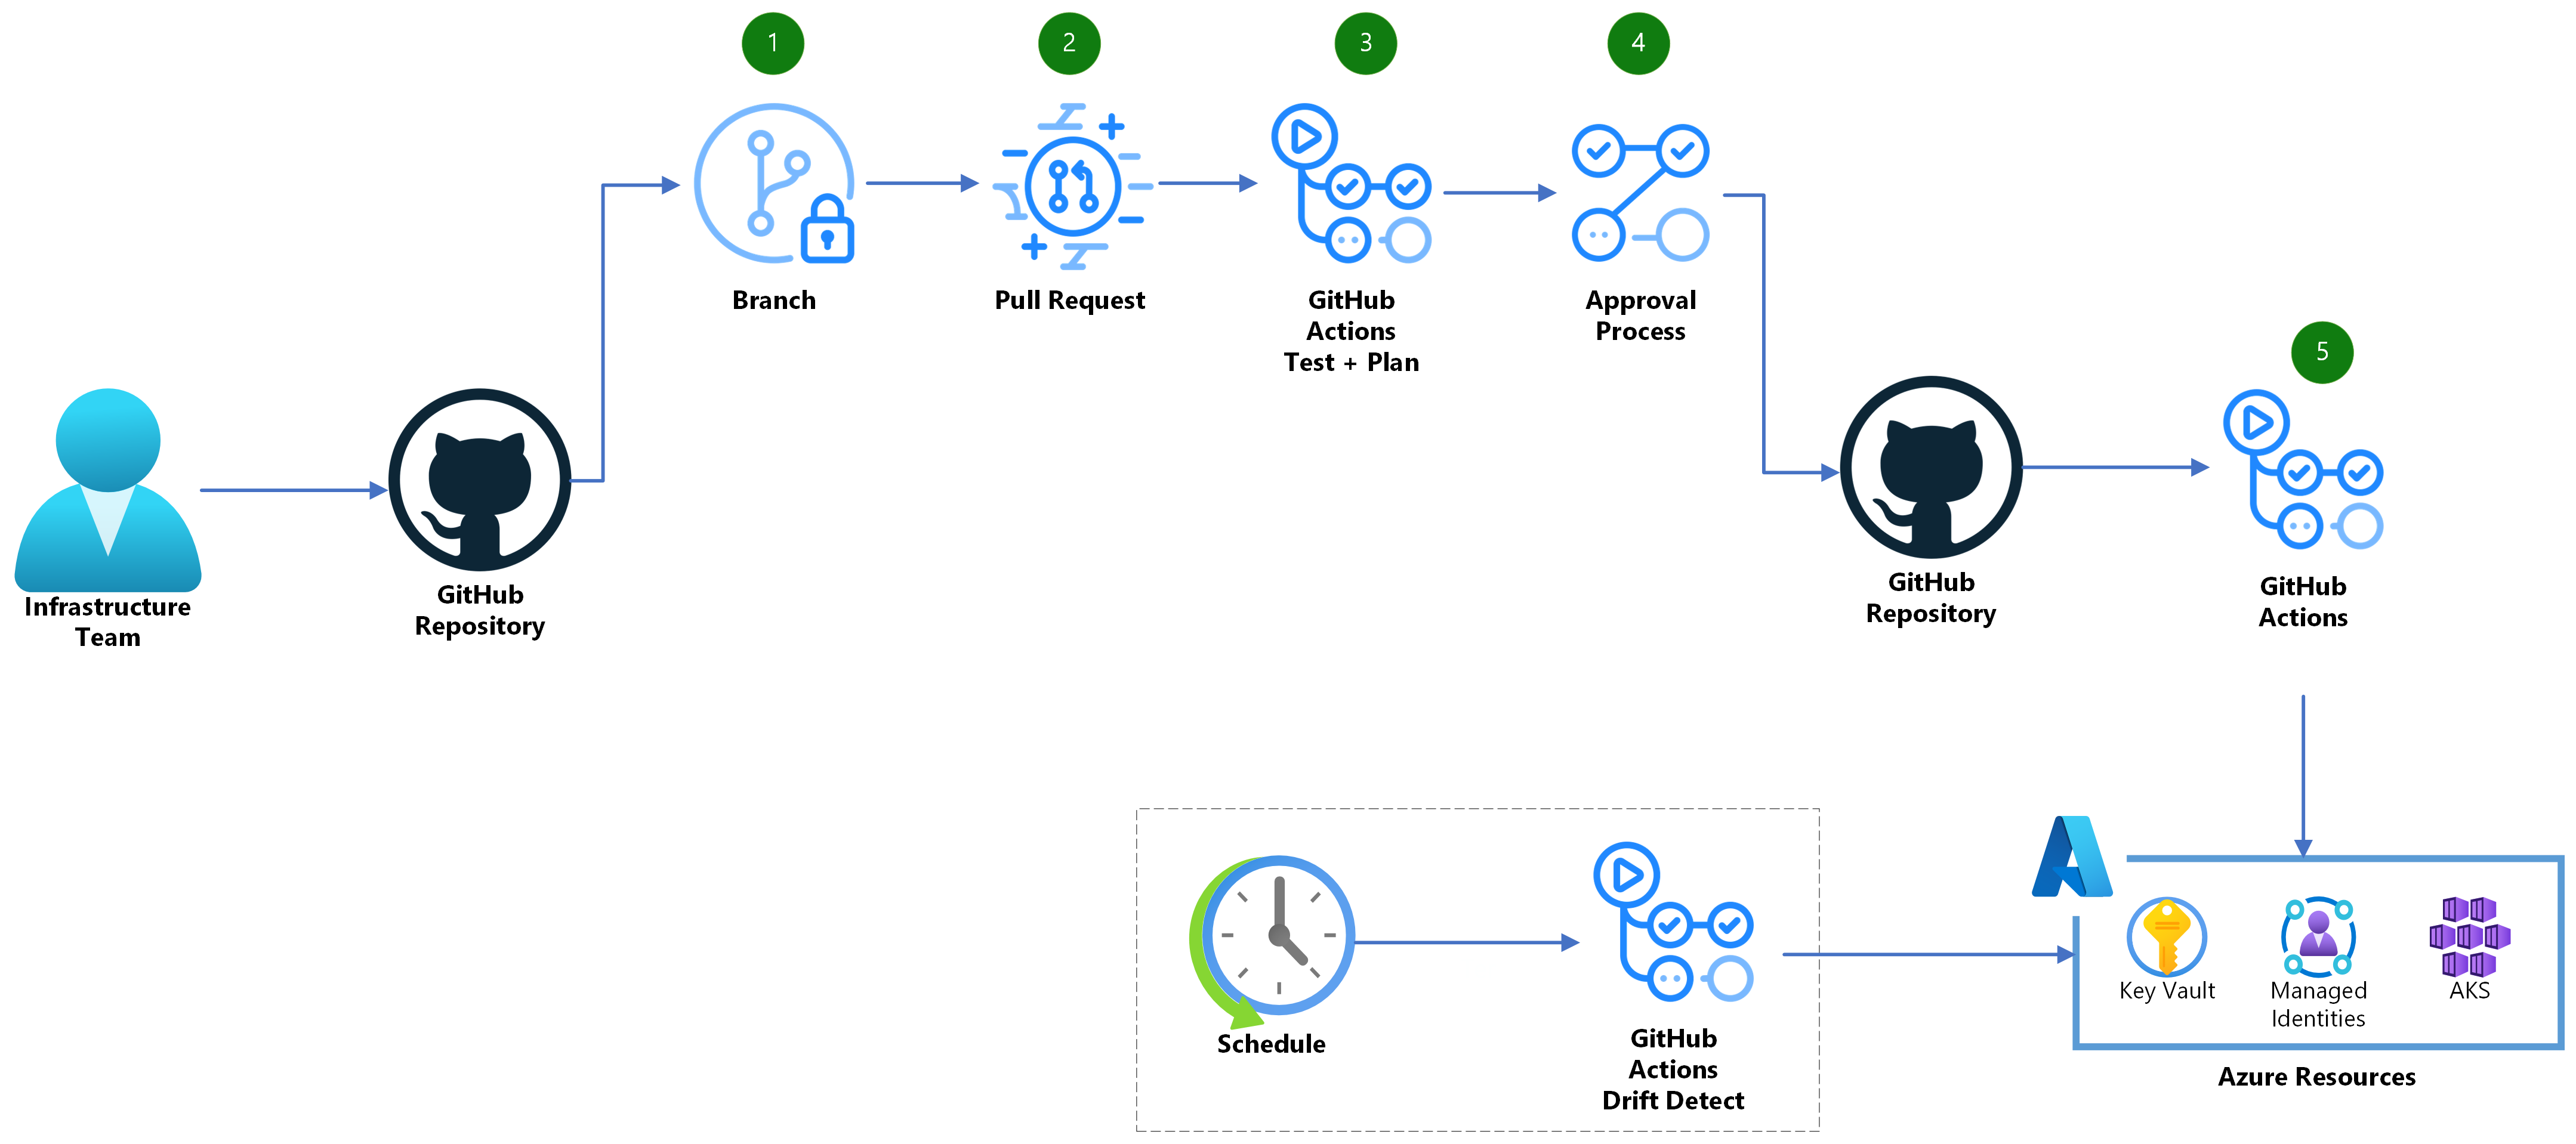 1
2
3
4
Branch
Pull Request
GitHub
Actions
Test + Plan
Approval
Process
5
Infrastructure
Team
GitHub
Repository
GitHub
Repository
GitHub
Actions
Schedule
GitHub
Actions
Drift Detect
Key Vault
Managed
Identities
AKS
Azure Resources